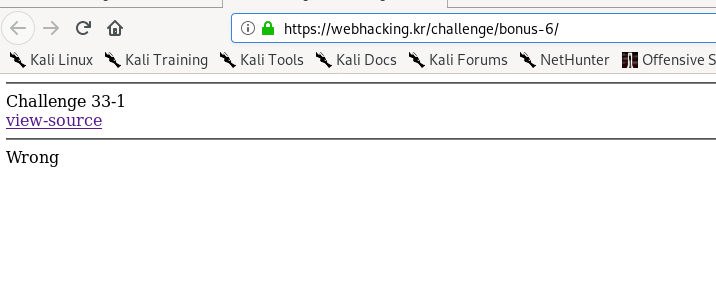 https://webhacking.kr/challenge/bonus-6/
Kali Linux Kali Training Kali Tools Kali Docs Kali Forums NetHunter Offensive S
Challenge 33-1
view-source
Wrong